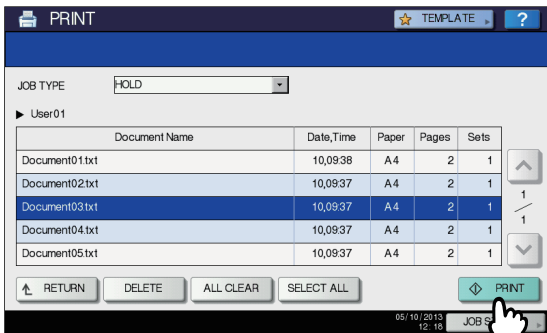 PRINT TEMPLATE ?
JOB TYPE HOLD
User01
Document Name Date,Time Paper Pages Sets
Document01.txt 10,09:38 A4 2 1
Document02.txt 10,09:37 A4 2 1
Document03.txt 10,09:37 A4 2 1
Document04.txt 10,09:37 A4 2 1
Document05.txt 10,09:37 A4 2 1
1
1
RETURN DELETE ALL CLEAR SELECT ALL PRINT
05/10/2013
12:18 JOB